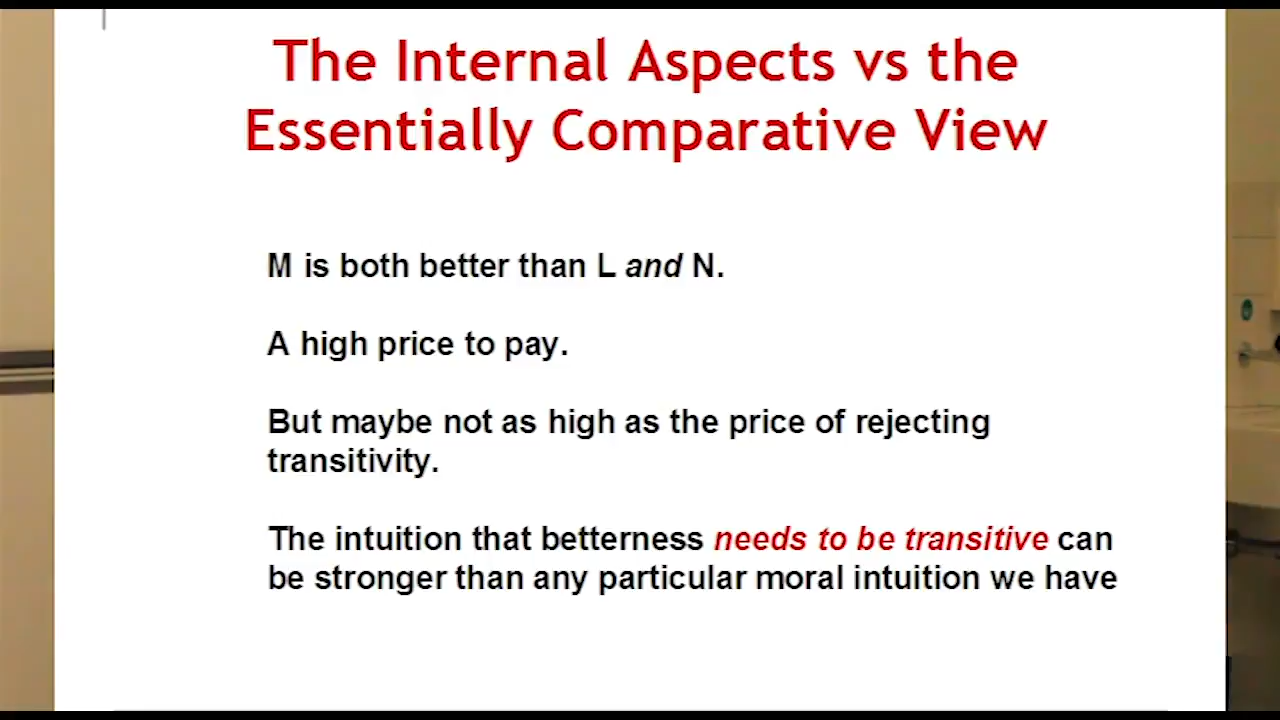 The Internal Aspects vs the
Essentially Comparative View
M is both better than L and N.
A high price to pay.
But maybe not as high as the price of rejecting
transitivity.
The intuition that betterness needs to be transitive can
be stronger than any particular moral intuition we have